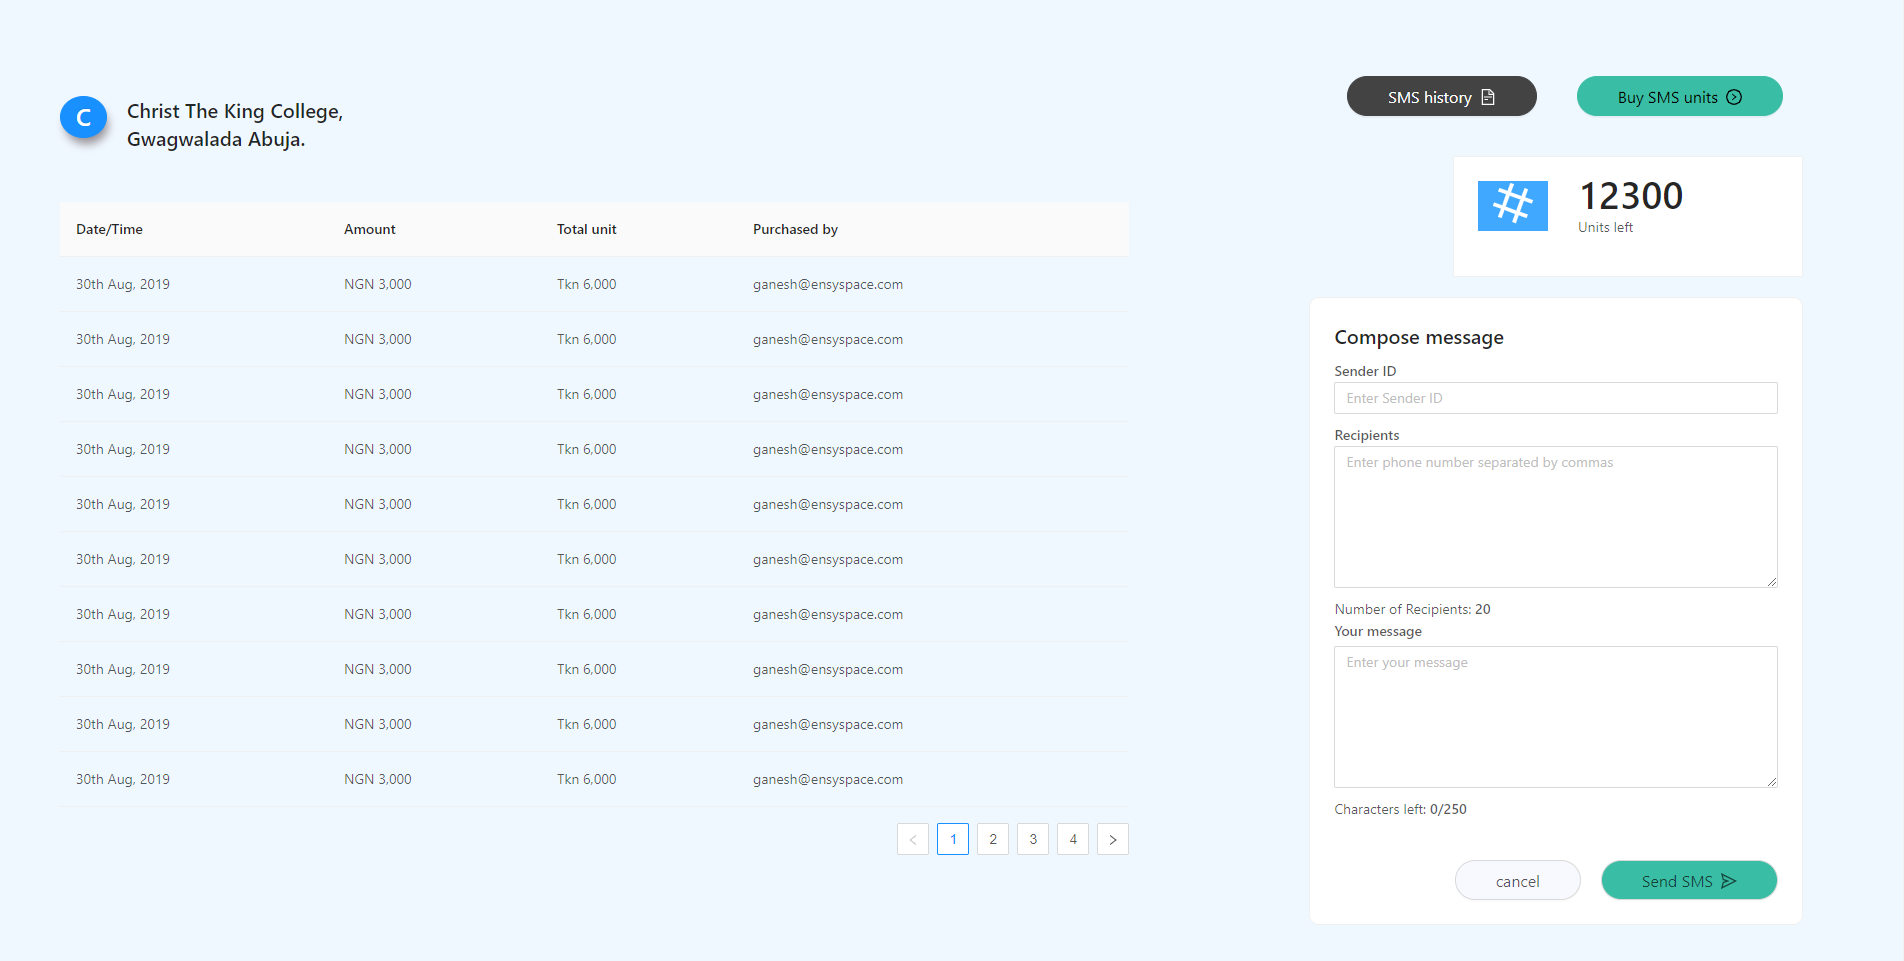 C
Christ The King College,
Gwagwalada Abuja.
SMS history
Buy SMS units
12300
Units left
Date/Time Amount Total unit Purchased by
30th Aug, 2019 NGN 3,000 Tkn 6,000 ganesh@ensyspace.com
30th Aug, 2019 NGN 3,000 Tkn 6,000 ganesh@ensyspace.com
30th Aug, 2019 NGN 3,000 Tkn 6,000 ganesh@ensyspace.com
30th Aug, 2019 NGN 3,000 Tkn 6,000 ganesh@ensyspace.com
30th Aug, 2019 NGN 3,000 Tkn 6,000 ganesh@ensyspace.com
30th Aug, 2019 NGN 3,000 Tkn 6,000 ganesh@ensyspace.com
30th Aug, 2019 NGN 3,000 Tkn 6,000 ganesh@ensyspace.com
30th Aug, 2019 NGN 3,000 Tkn 6,000 ganesh@ensyspace.com
30th Aug, 2019 NGN 3,000 Tkn 6,000 ganesh@ensyspace.com
30th Aug, 2019 NGN 3,000 Tkn 6,000 ganesh@ensyspace.com
< 1 2 3 4 >
Compose message
Sender ID
Enter Sender ID
Recipients
Enter phone number separated by commas
Number of Recipients: 20
Your message
Enter your message
Characters left: 0/250
cancel
Send SMS